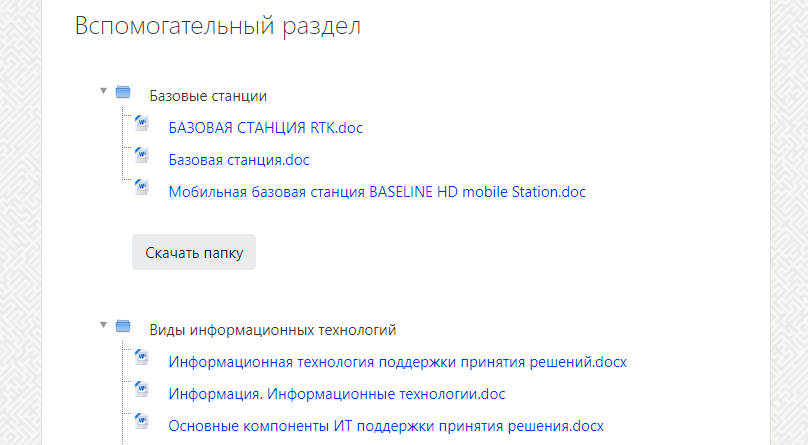 Вспомогательный раздел
Базовые станции
БАЗОВАЯ СТАНЦИЯ RTK.doc
Базовая станция.doc
Мобильная базовая станция BASELINE HD mobile Station.doc
Скачать папку
Виды информационных технологий
Информационная технология поддержки принятия решений.docx
Информация. Информационные технологии.doc
Основные компоненты ИТ поддержки принятия решения.docx